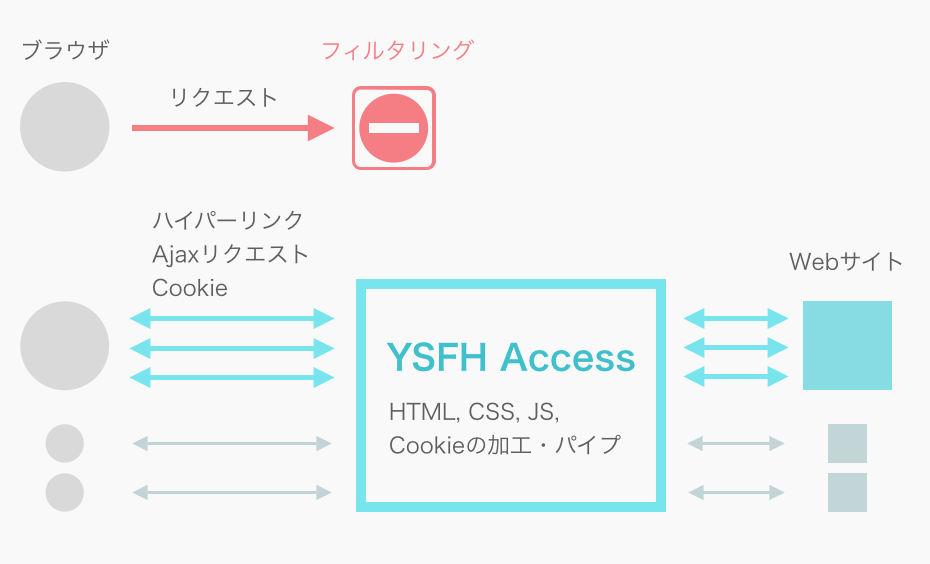 ブラウザ
フィルタリング
リクエスト
ハイパーリンク
Ajaxリクエスト
Cookie
Webサイト
YSFH Access
HTML, CSS, JS,
Cookieの加工・パイプ